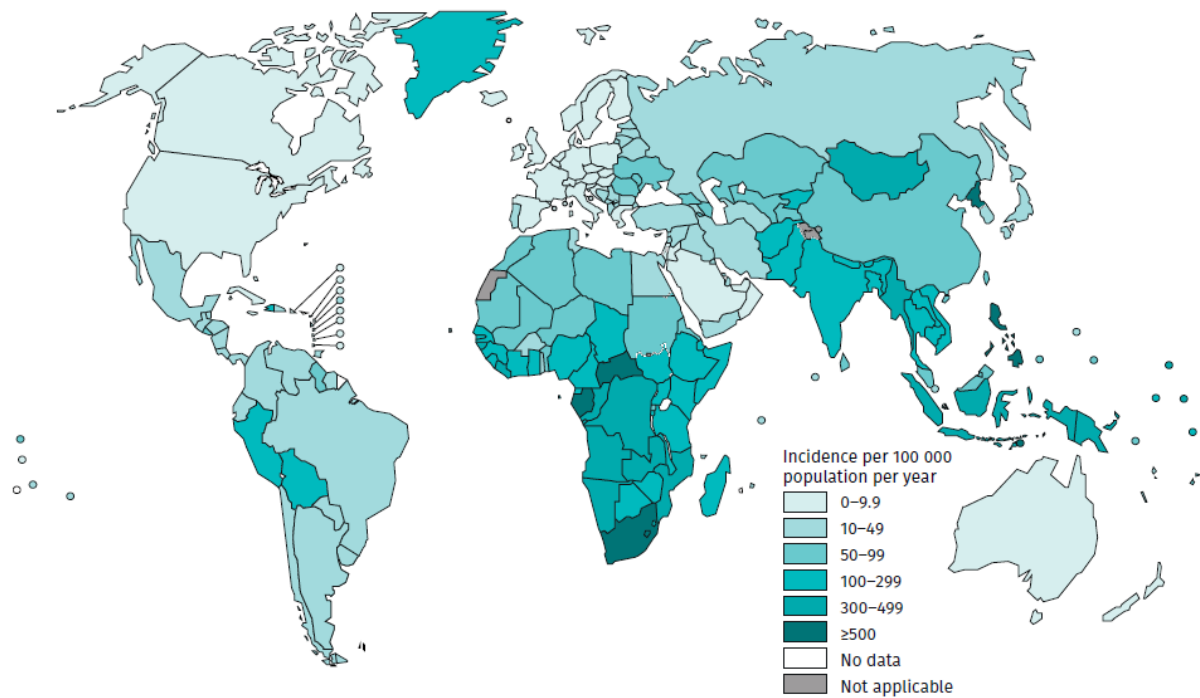 Incidence per 100 000
population per year
0–9.9
10–49
50–99
100–299
300–499
≥500
No data
Not applicable